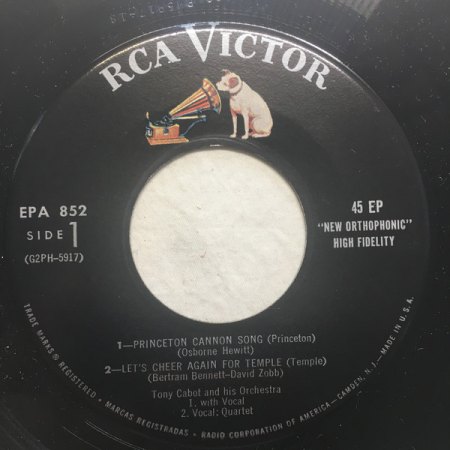 RCA VICTOR
EPA 852
SIDE 1
(G2PH-5917)
45 EP
"NEW ORTHOPHONIC"
HIGH FIDELITY
1—PRINCETON CANNON SONG (Princeton)
(Osborne Hewitt)
2—LET'S CHEER AGAIN FOR TEMPLE (Temple)
(Bertram Bennett—David Zobb)
Tony Cabot and his Orchestra
1. with Vocal
2. Vocal: Quartet
TRADE MARKS ® REGISTERED • MARCAS REGISTRADAS • RADIO CORPORATION OF AMERICA—CAMDEN, N.J.—MADE IN U.S.A.